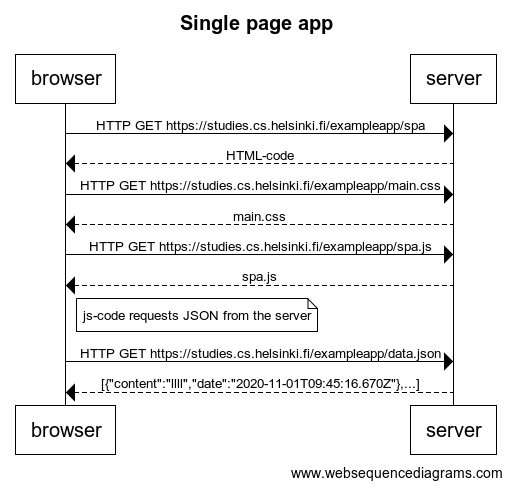 Single page app
browser server
HTTP GET https://studies.cs.helsinki.fi/exampleapp/spa
HTML-code
HTTP GET https://studies.cs.helsinki.fi/exampleapp/main.css
main.css
HTTP GET https://studies.cs.helsinki.fi/exampleapp/spa.js
spa.js
js-code requests JSON from the server
HTTP GET https://studies.cs.helsinki.fi/exampleapp/data.json
[{"content":"llll","date":"2020-11-01T09:45:16.670Z"},...]
browser server
www.websequencediagrams.com